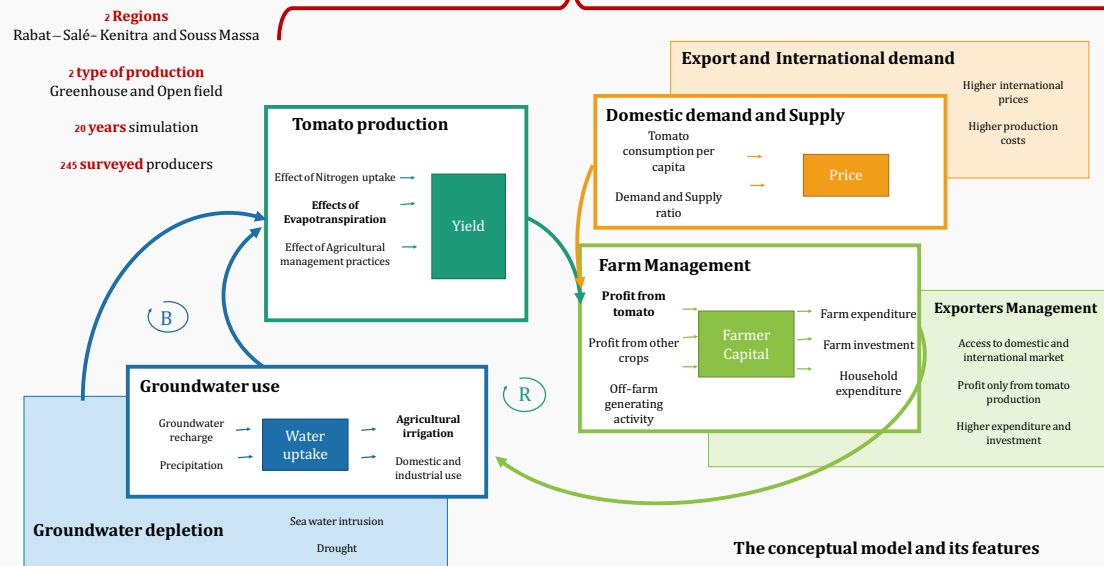 2 Regions
Rabat–Salé–Kenitra and Souss Massa
2 type of production
Greenhouse and Open field
20 years simulation
245 surveyed producers
Tomato production
Effect of Nitrogen uptake
Effects of
Evapotranspiration
Effect of Agricultural
management practices
Yield
Export and International demand
Higher international
prices
Higher production
costs
Domestic demand and Supply
Tomato
consumption per
capita
Demand and Supply
ratio
Price
Farm Management
Profit from
tomato
Profit from other
crops
Off-farm
generating
activity
Farmer
Capital
Farm expenditure
Farm investment
Household
expenditure
Exporters Management
Access to domestic and
international market
Profit only from tomato
production
Higher expenditure and
investment
B
R
Groundwater use
Groundwater
recharge
Precipitation
Water
uptake
Agricultural
irrigation
Domestic and
industrial use
Groundwater depletion
Sea water intrusion
Drought
The conceptual model and its features